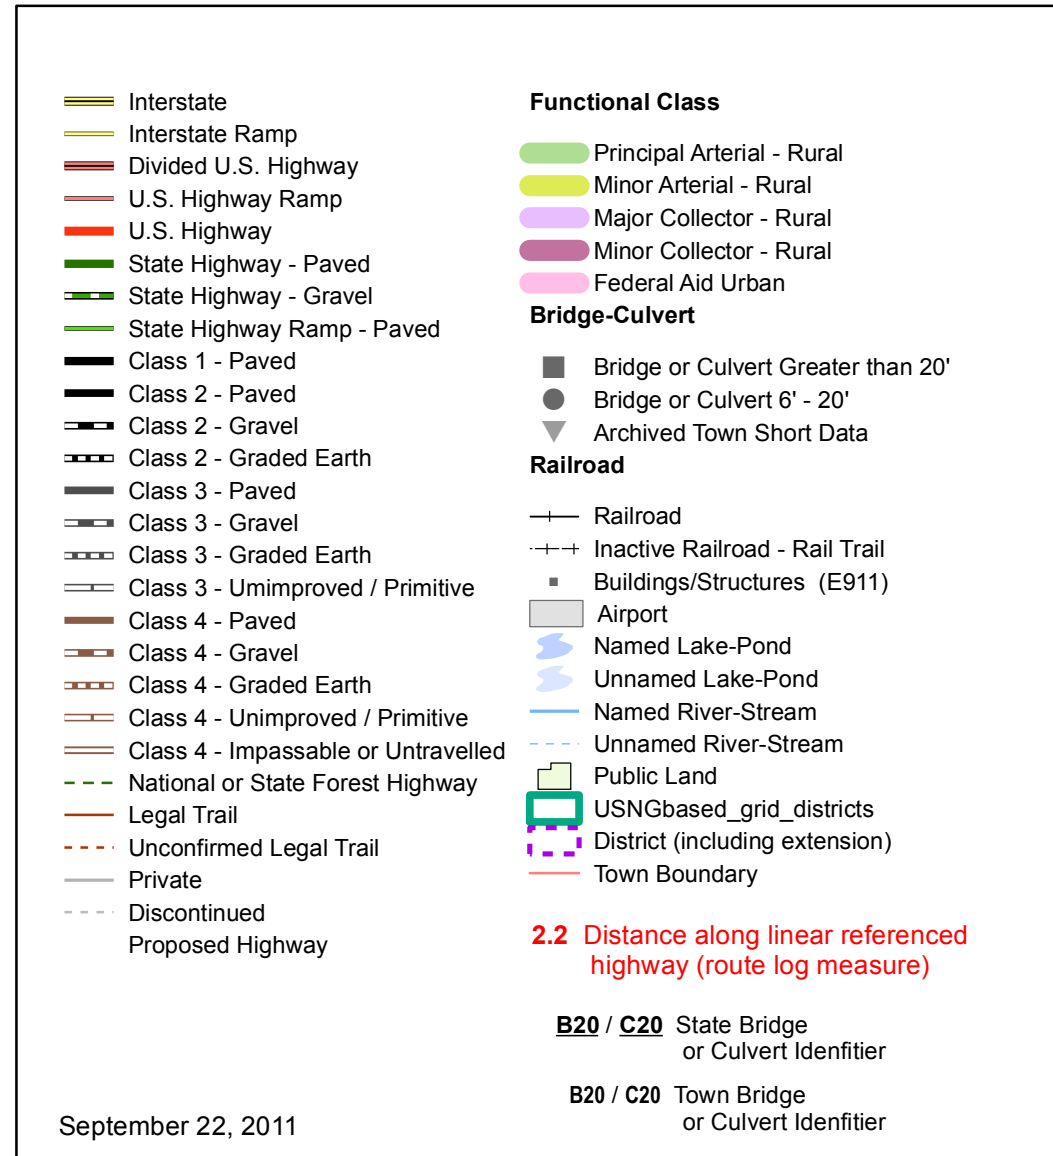 Interstate
Interstate Ramp
Divided U.S. Highway
U.S. Highway Ramp
U.S. Highway
State Highway - Paved
State Highway - Gravel
State Highway Ramp - Paved
Class 1 - Paved
Class 2 - Paved
Class 2 - Gravel
Class 2 - Graded Earth
Class 3 - Paved
Class 3 - Gravel
Class 3 - Graded Earth
Class 3 - Umimproved / Primitive
Class 4 - Paved
Class 4 - Gravel
Class 4 - Graded Earth
Class 4 - Unimproved / Primitive
Class 4 - Impassable or Untravelled
National or State Forest Highway
Legal Trail
Unconfirmed Legal Trail
Private
Discontinued
Proposed Highway
September 22, 2011
Functional Class
Principal Arterial - Rural
Minor Arterial - Rural
Major Collector - Rural
Minor Collector - Rural
Federal Aid Urban
Bridge-Culvert
Bridge or Culvert Greater than 20'
Bridge or Culvert 6' - 20'
Archived Town Short Data
Railroad
Railroad
Inactive Railroad - Rail Trail
Buildings/Structures (E911)
Airport
Named Lake-Pond
Unnamed Lake-Pond
Named River-Stream
Unnamed River-Stream
Public Land
USNGbased_grid_districts
District (including extension)
Town Boundary
2.2 Distance along linear referenced
highway (route log measure)
B20 / C20 State Bridge
or Culvert Idenfitier
B20 / C20 Town Bridge
or Culvert Idenfitier